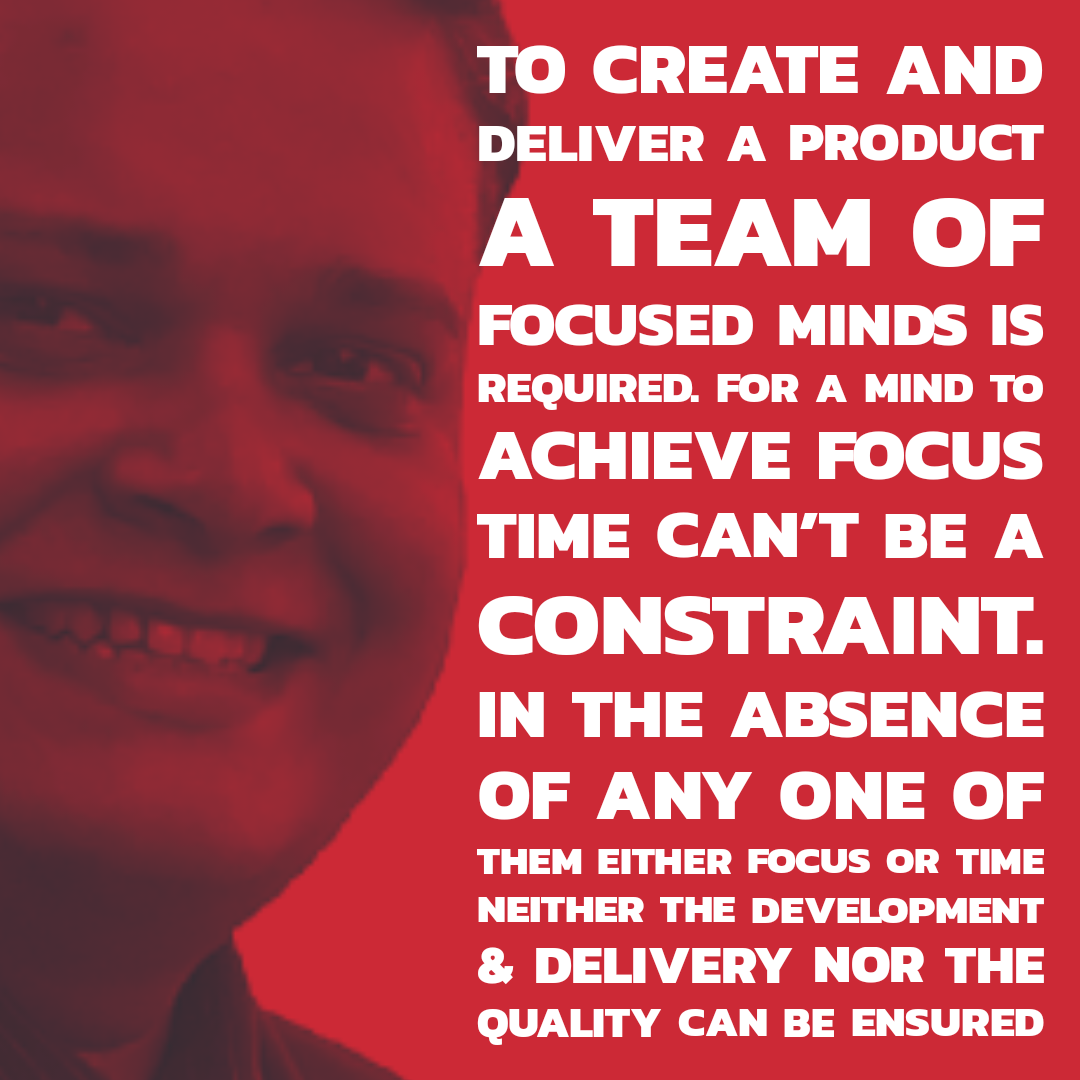 TO CREATE AND
DELIVER A PRODUCT
A TEAM OF
FOCUSED MINDS IS
REQUIRED. FOR A MIND TO
ACHIEVE FOCUS
TIME CAN'T BE A
CONSTRAINT.
IN THE ABSENCE
OF ANY ONE OF
THEM EITHER FOCUS OR TIME
NEITHER THE DEVELOPMENT
& DELIVERY NOR THE
QUALITY CAN BE ENSURED